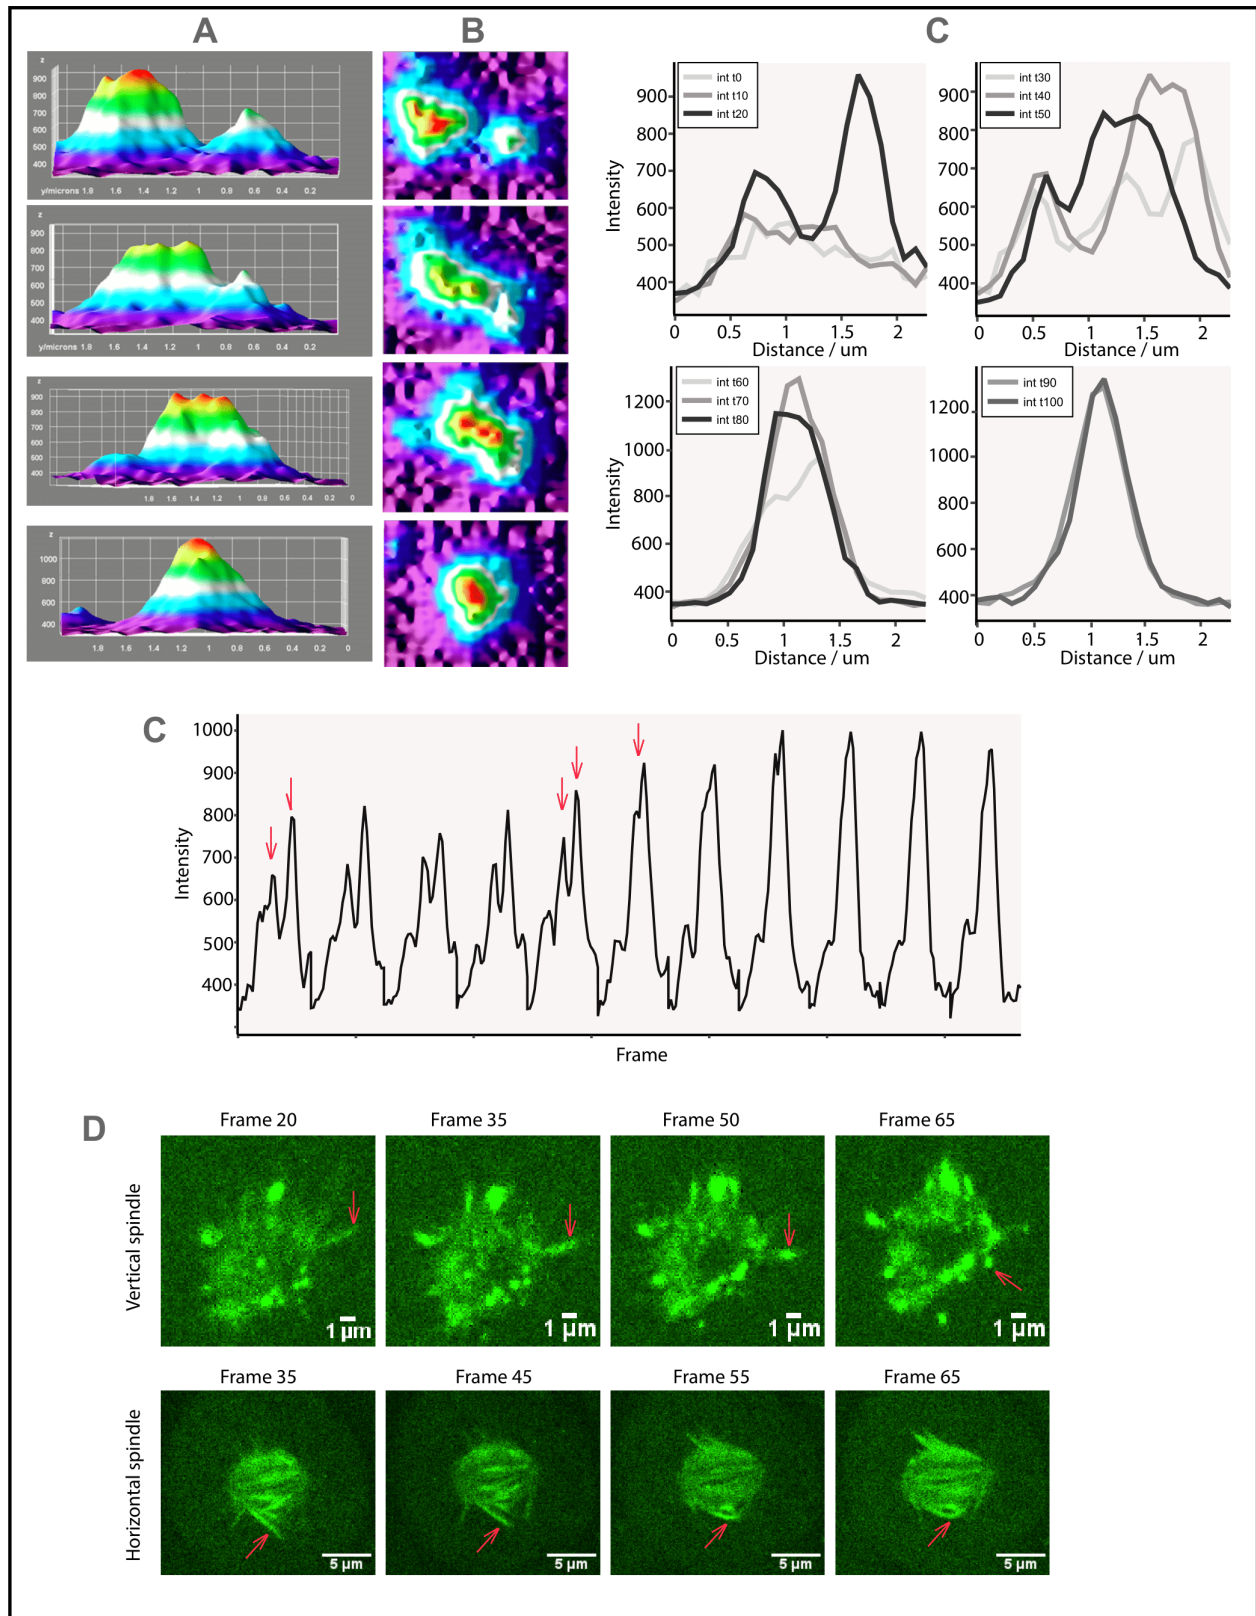 A B C
z
900
800
700
600
500
400
y/microns 1.8 1.6 1.4 1.2 1 0.8 0.6 0.4 0.2
z
900
800
700
600
500
400
y/microns 1.8 1.6 1.4 1.2 1 0.8 0.6 0.4 0.2
z
900
800
700
600
500
400
1.8 1.6 1.4 1.2 1 0.8 0.6 0.4 0.2 0
z
1000
800
600
400
1.8 1.6 1.4 1.2 1 0.8 0.6 0.4 0.2 0
int t0
int t10
int t20
Intensity
900
800
700
600
500
400
0 0.5 1 1.5 2
Distance / um
int t30
int t40
int t50
900
800
700
600
500
400
0 0.5 1 1.5 2
Distance / um
int t60
int t70
int t80
Intensity
1200
1000
800
600
400
0 0.5 1 1.5 2
Distance / um
int t90
int t100
1200
1000
800
600
400
0 0.5 1 1.5 2
Distance / um
C
Intensity
1000
900
800
700
600
500
400
Frame
D
Frame 20 Frame 35 Frame 50 Frame 65
Vertical spindle
1 µm 1 µm 1 µm 1 µm
Frame 35 Frame 45 Frame 55 Frame 65
Horizontal spindle
5 µm 5 µm 5 µm 5 µm